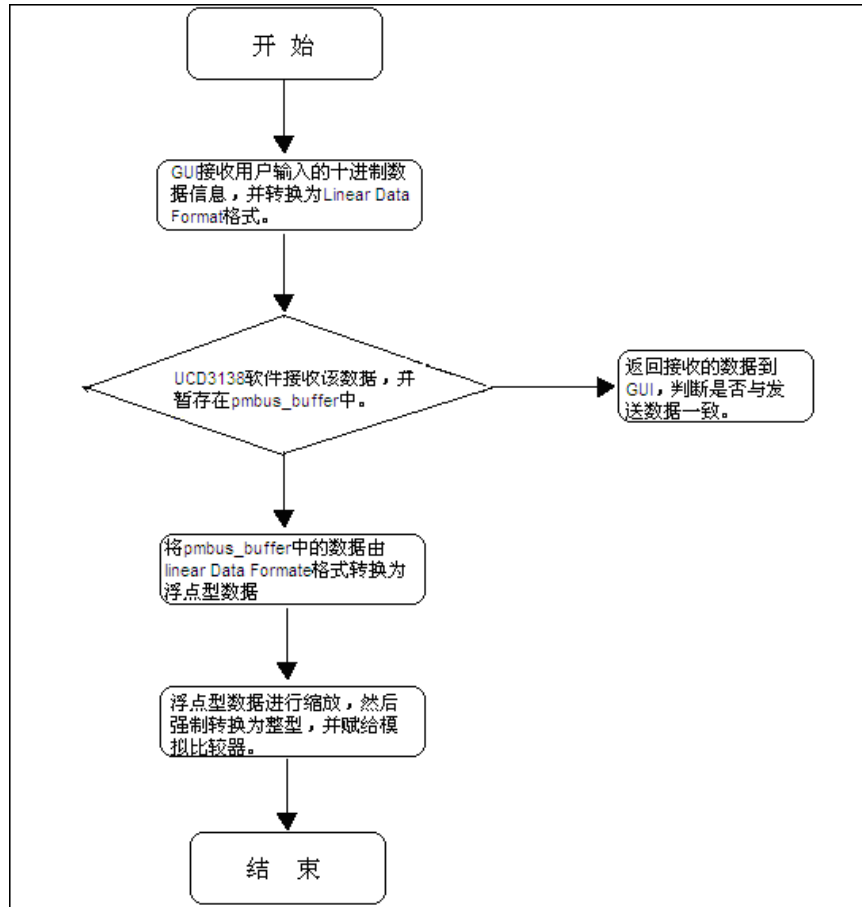 开 始
GUI接收用户输入的十进制数
据信息，并转换为Linear Data
Format格式。
UCD3138软件接收该数据，并
暂存在pmbus_buffer中。
返回接收的数据到
GUI，判断是否与发
送数据一致。
将pmbus_buffer中的数据由
linear Data Formate格式转换为
浮点型数据
浮点型数据进行缩放，然后
强制转换为整型，并赋给模
拟比较器。
结 束